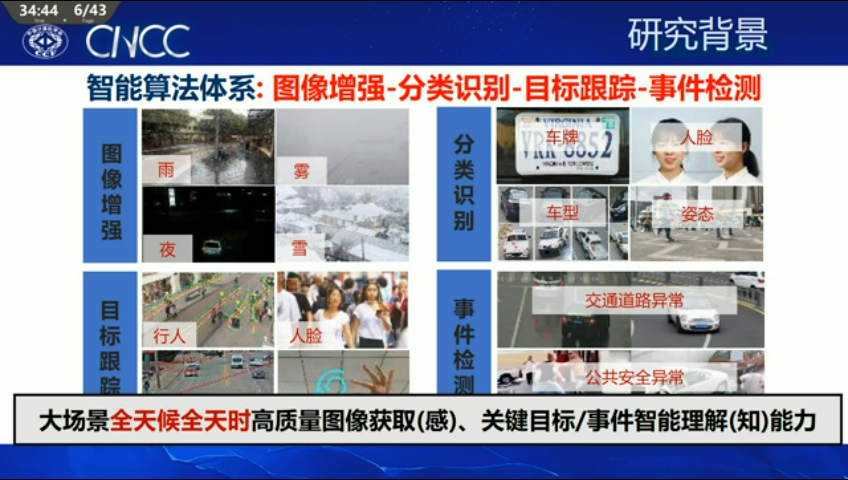 34:44 6/43
Time Page
CNCC
CCF
研究背景
智能算法体系: 图像增强-分类识别-目标跟踪-事件检测
图像增强
雨
雾
夜
雪
分类识别
VIRGINIA
车牌
人脸
车型
姿态
目标跟踪
行人
人脸
事件检测
交通道路异常
公共安全异常
大场景全天候全天时高质量图像获取(感)、关键目标/事件智能理解(知)能力